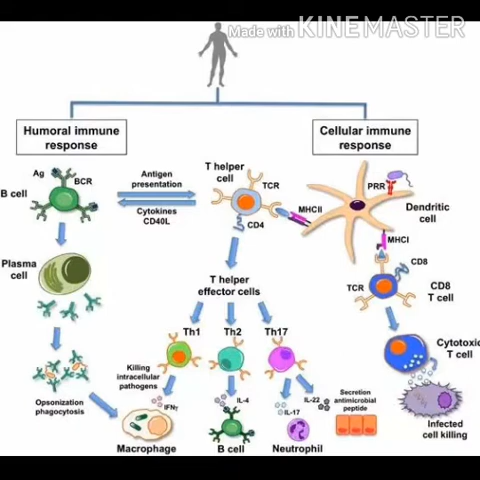 Made with KINEMASTER
Humoral immune
response
Cellular immune
response
Ag
BCR
B cell
Antigen
presentation
Cytokines
CD40L
T helper
cell
TCR
CD4
MHCII
PRR
Dendritic
cell
MHCI
CD8
TCR
CD8
T cell
Plasma
cell
T helper
effector cells
Th1
Th2
Th17
Cytotoxic
T cell
Killing
intracellular
pathogens
IFNγ
IL-4
IL-17
IL-22
Secretion
antimicrobial
peptide
Opsonization
phagocytosis
Macrophage
B cell
Neutrophil
Infected
cell killing